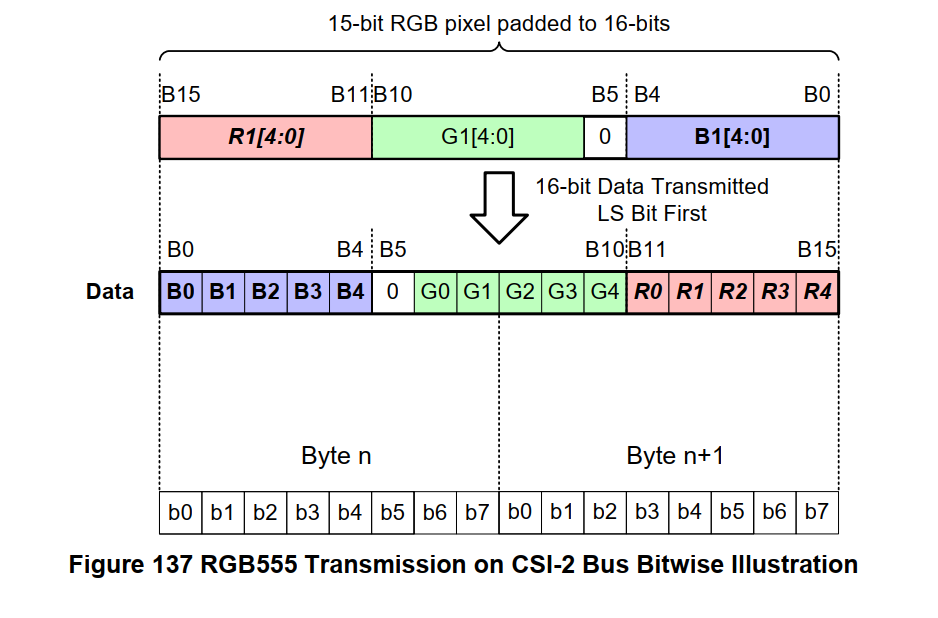 15-bit RGB pixel padded to 16-bits
B15 B11 B10 B5 B4 B0
R1[4:0] G1[4:0] 0 B1[4:0]
16-bit Data Transmitted
LS Bit First
B0 B4 B5 B10 B11 B15
Data B0 B1 B2 B3 B4 0 G0 G1 G2 G3 G4 R0 R1 R2 R3 R4
Byte n Byte n+1
b0 b1 b2 b3 b4 b5 b6 b7 b0 b1 b2 b3 b4 b5 b6 b7
Figure 137 RGB555 Transmission on CSI-2 Bus Bitwise Illustration